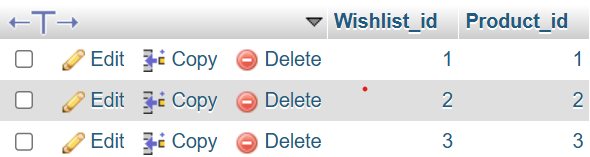 Wishlist_id Product_id
Edit Copy Delete 1 1
Edit Copy Delete 2 2
Edit Copy Delete 3 3